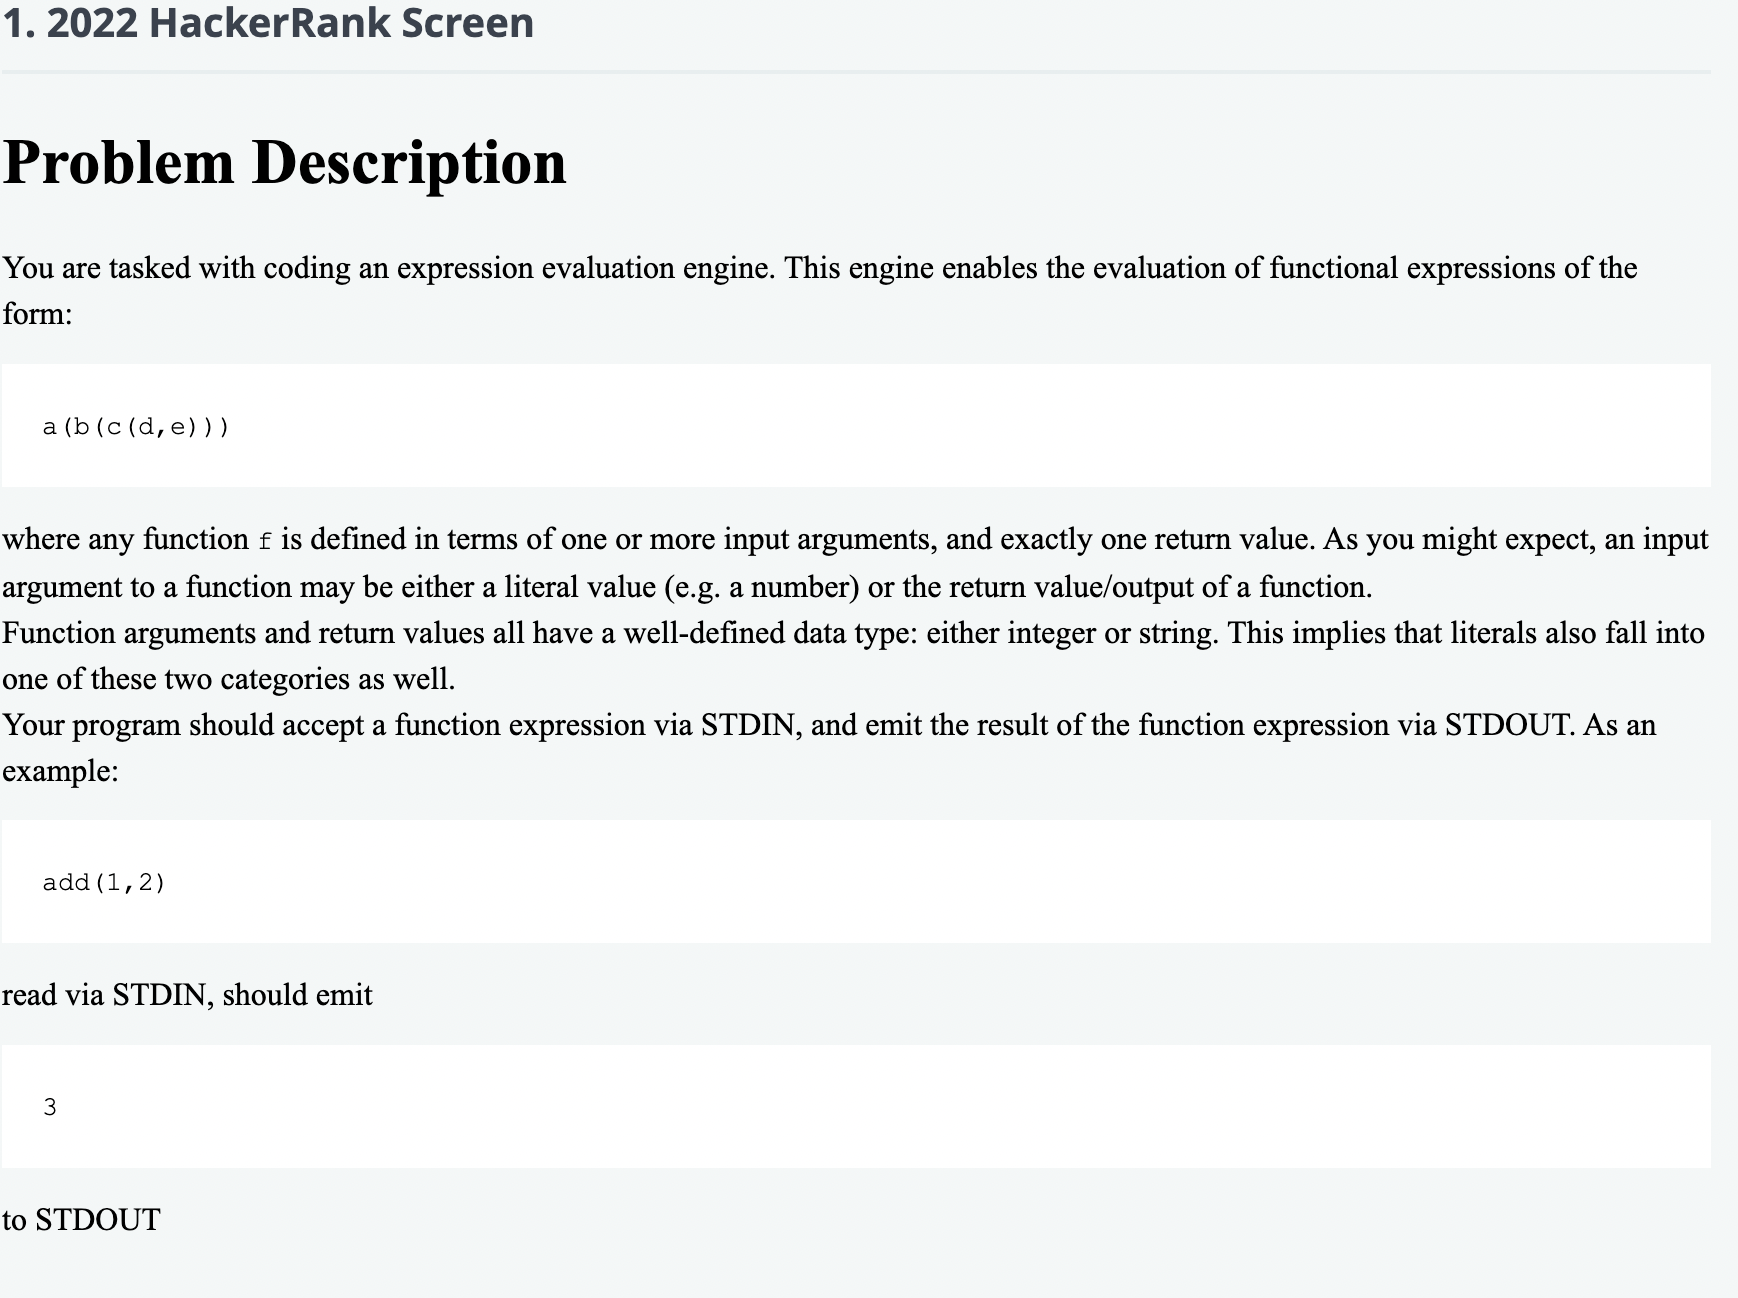 1. 2022 HackerRank Screen
Problem Description
You are tasked with coding an expression evaluation engine. This engine enables the evaluation of functional expressions of the
form:
a(b(c(d,e)))
where any function f is defined in terms of one or more input arguments, and exactly one return value. As you might expect, an input
argument to a function may be either a literal value (e.g. a number) or the return value/output of a function.
Function arguments and return values all have a well-defined data type: either integer or string. This implies that literals also fall into
one of these two categories as well.
Your program should accept a function expression via STDIN, and emit the result of the function expression via STDOUT. As an
example:
add(1,2)
read via STDIN, should emit
3
to STDOUT